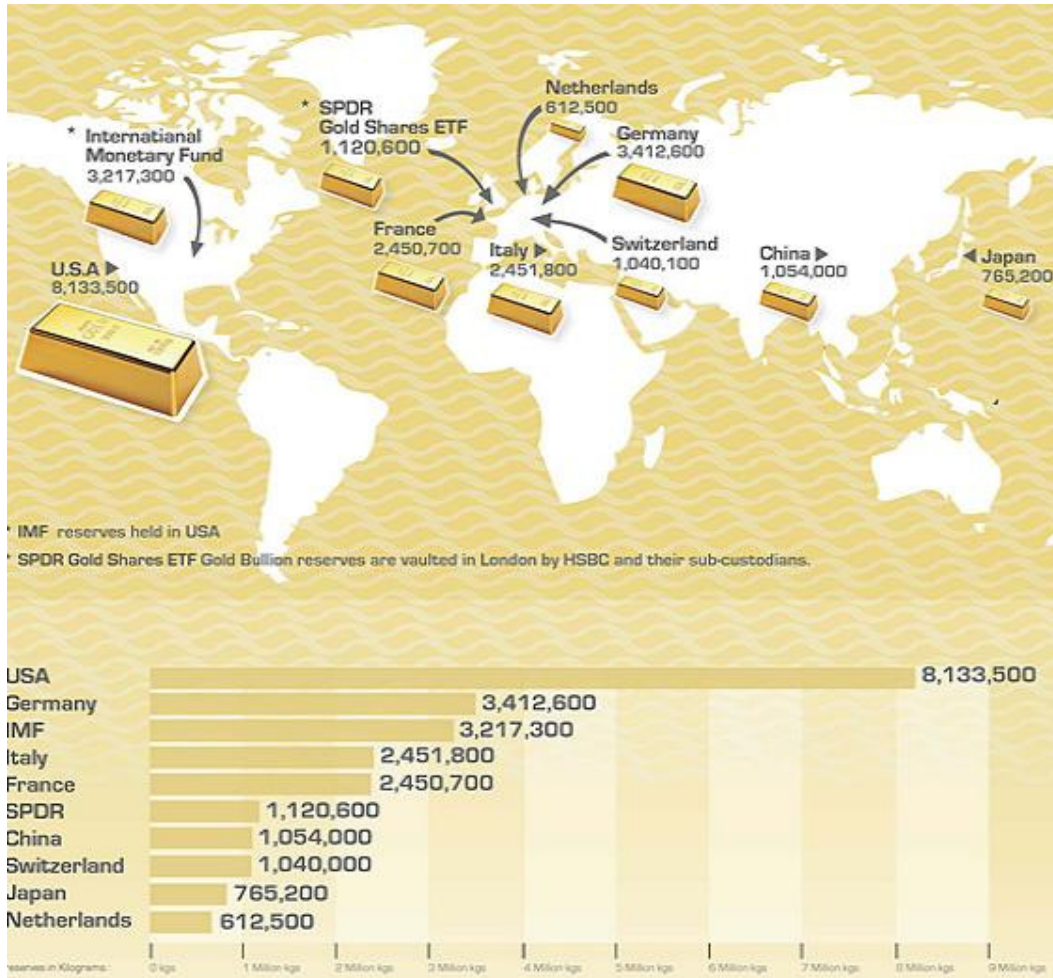 Netherlands
612,500
* SPDR
Gold Shares ETF
1,120,600
* Internatianal
Monetary Fund
3,217,300
Germany
3,412,600
France
2,450,700
Italy ▶
2,451,800
Switzerland
1,040,100
China ▶
1,054,000
◀ Japan
765,200
U.S.A ▶
8,133,500
* IMF reserves held in USA
* SPDR Gold Shares ETF Gold Bullion reserves are vaulted in London by HSBC and their sub-custodians.
USA 8,133,500
Germany 3,412,600
IMF 3,217,300
Italy 2,451,800
France 2,450,700
SPDR 1,120,600
China 1,054,000
Switzerland 1,040,000
Japan 765,200
Netherlands 612,500
reserves in Kilograms: 0 kgs 1 Million kgs 2 Million kgs 3 Million kgs 4 Million kgs 5 Million kgs 6 Million kgs 7 Million kgs 8 Million kgs 9 Million kgs